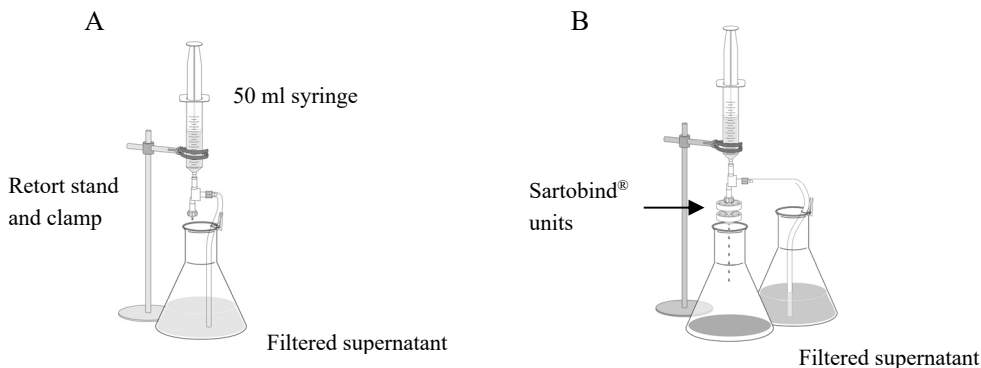 A
50 ml syringe
Retort stand
and clamp
Filtered supernatant
B
Sartobind®
units
Filtered supernatant